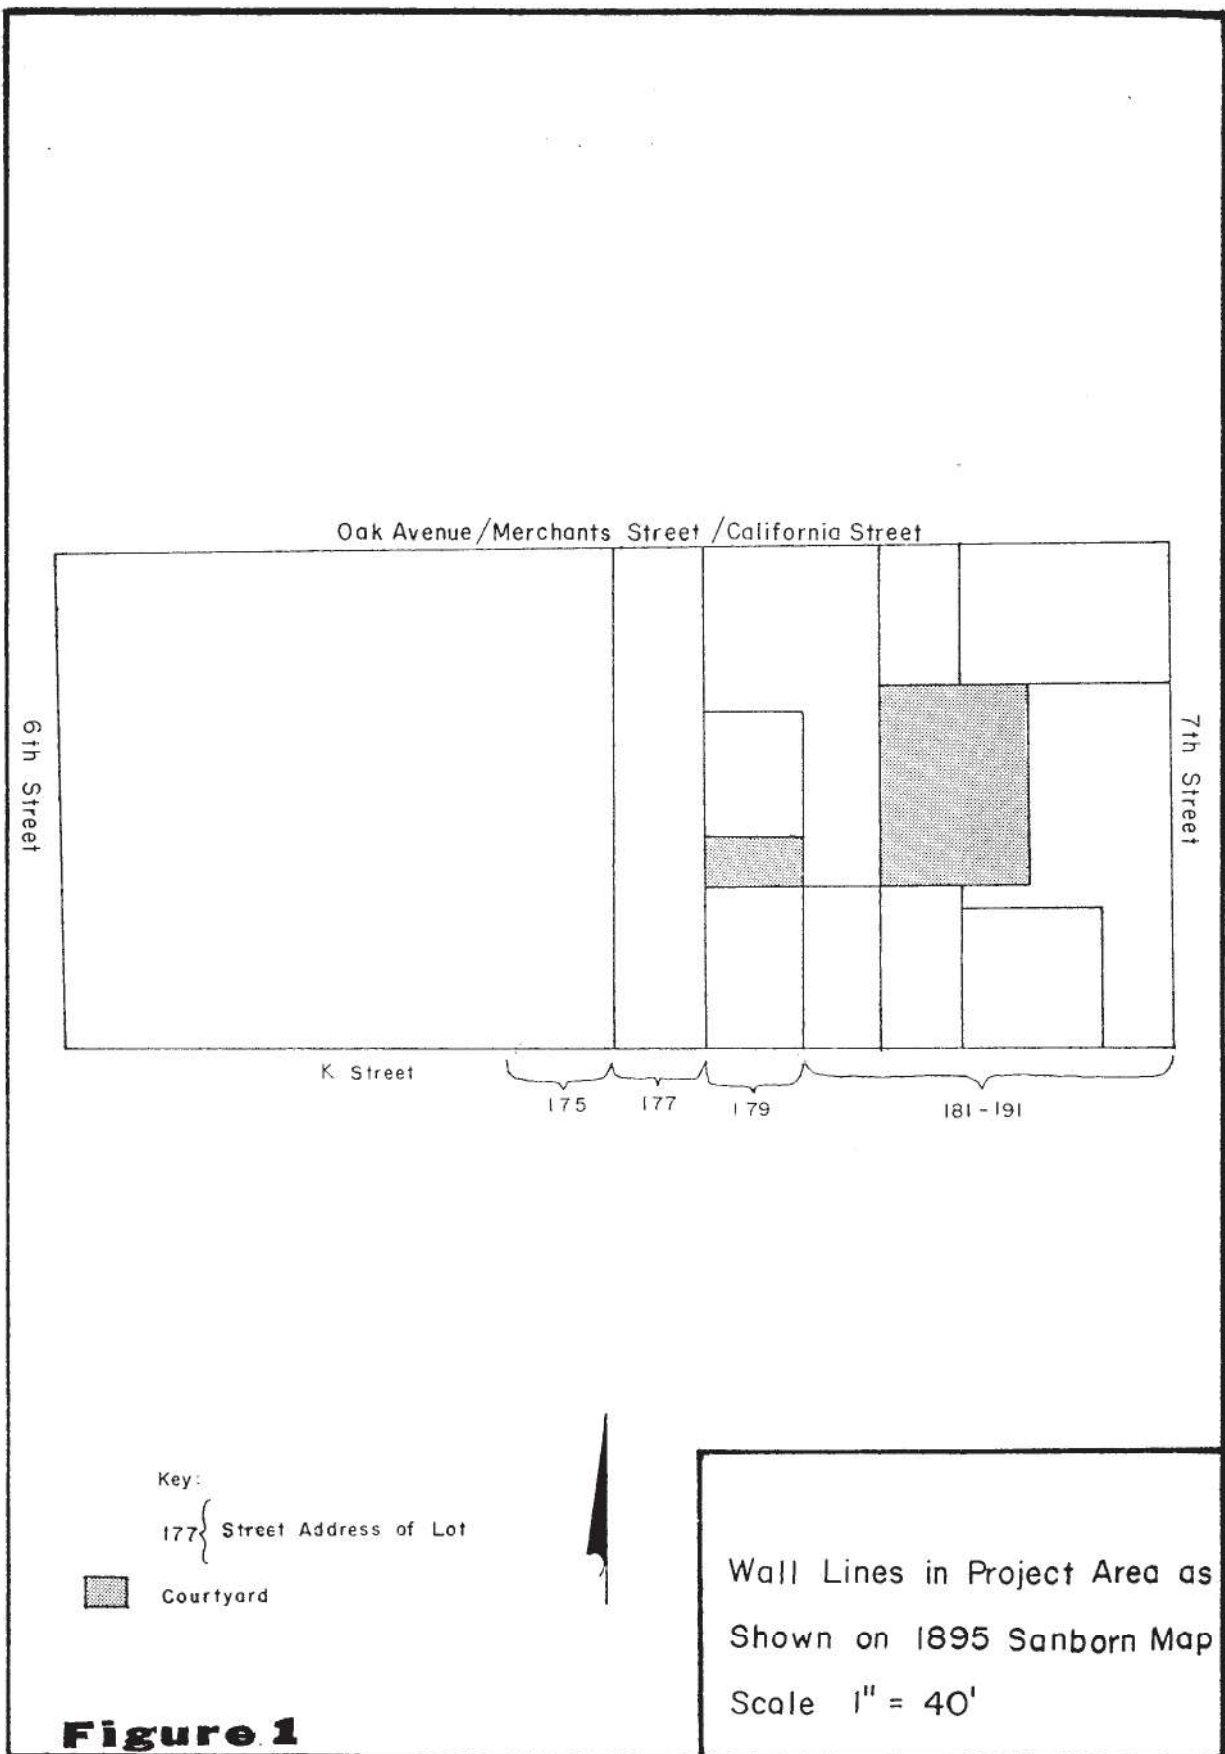 Oak Avenue/Merchants Street/California Street
6th Street
7th Street
K Street
175
177
179
181-191
Key:
177{ Street Address of Lot
Courtyard
Wall Lines in Project Area as
Shown on 1895 Sanborn Map
Scale 1" = 40'
Figure 1